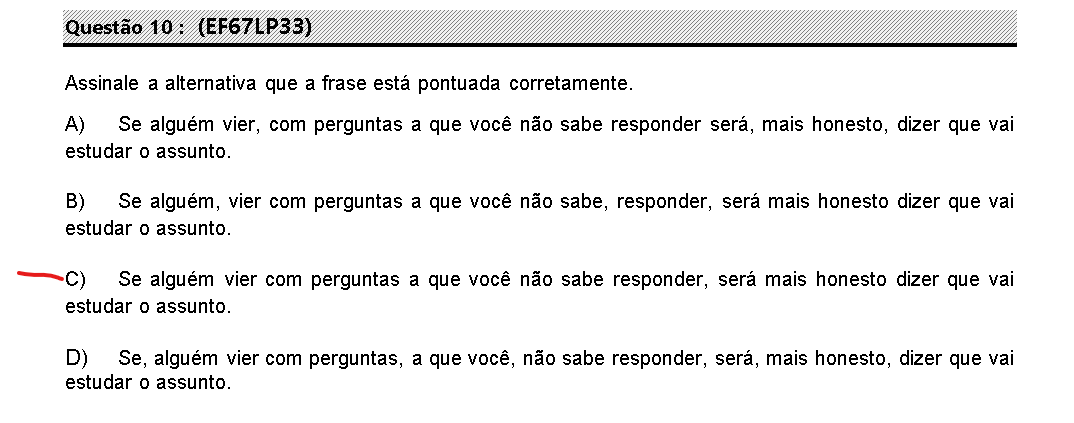 Questão 10 : (EF67LP33)
Assinale a alternativa que a frase está pontuada corretamente.
A) Se alguém vier, com perguntas a que você não sabe responder será, mais honesto, dizer que vai
estudar o assunto.
B) Se alguém, vier com perguntas a que você não sabe, responder, será mais honesto dizer que vai
estudar o assunto.
C) Se alguém vier com perguntas a que você não sabe responder, será mais honesto dizer que vai
estudar o assunto.
D) Se, alguém vier com perguntas, a que você, não sabe responder, será, mais honesto, dizer que vai
estudar o assunto.